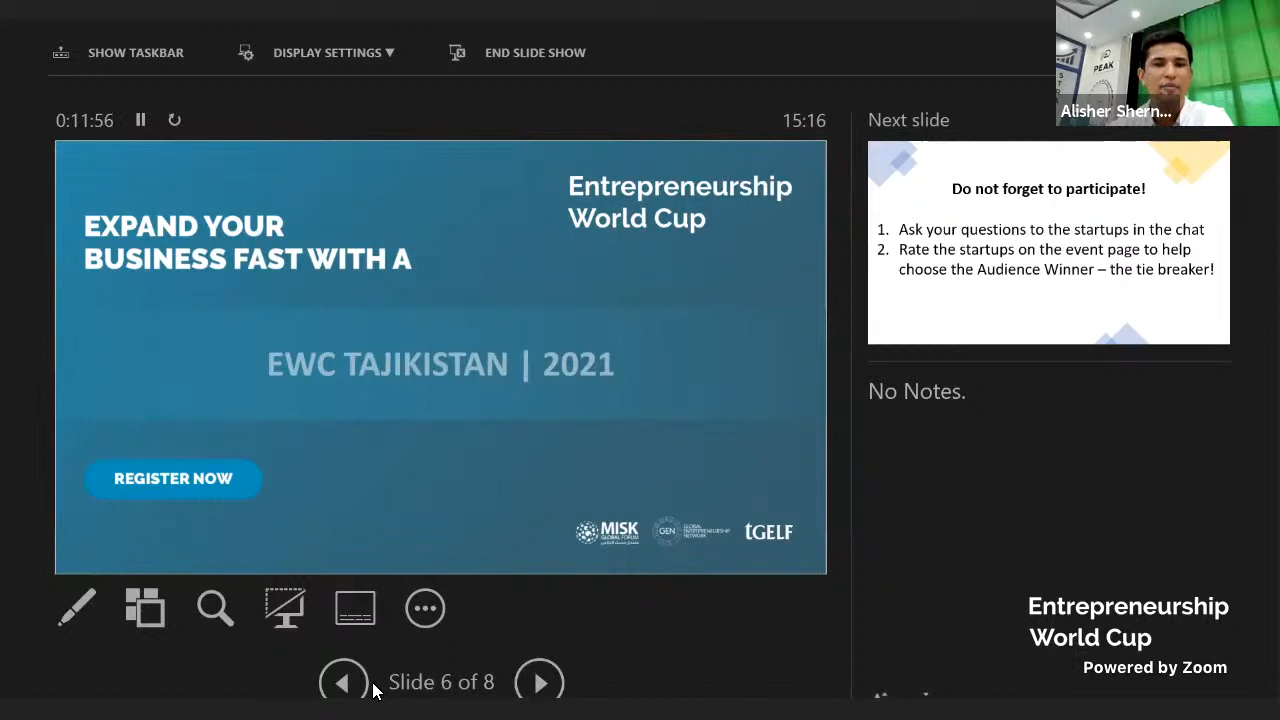 SHOW TASKBAR
DISPLAY SETTINGS ▼
END SLIDE SHOW
PEAK
Alisher Shern...
0:11:56
15:16
Next slide
EXPAND YOUR
BUSINESS FAST WITH A
Entrepreneurship
World Cup
EWC TAJIKISTAN | 2021
REGISTER NOW
MISK
GLOBAL FORUM
GEN
GLOBAL
ENTREPRENEURSHIP
NETWORK
tGELF
Do not forget to participate!
1. Ask your questions to the startups in the chat
2. Rate the startups on the event page to help
choose the Audience Winner – the tie breaker!
No Notes.
Slide 6 of 8
Entrepreneurship
World Cup
Powered by Zoom